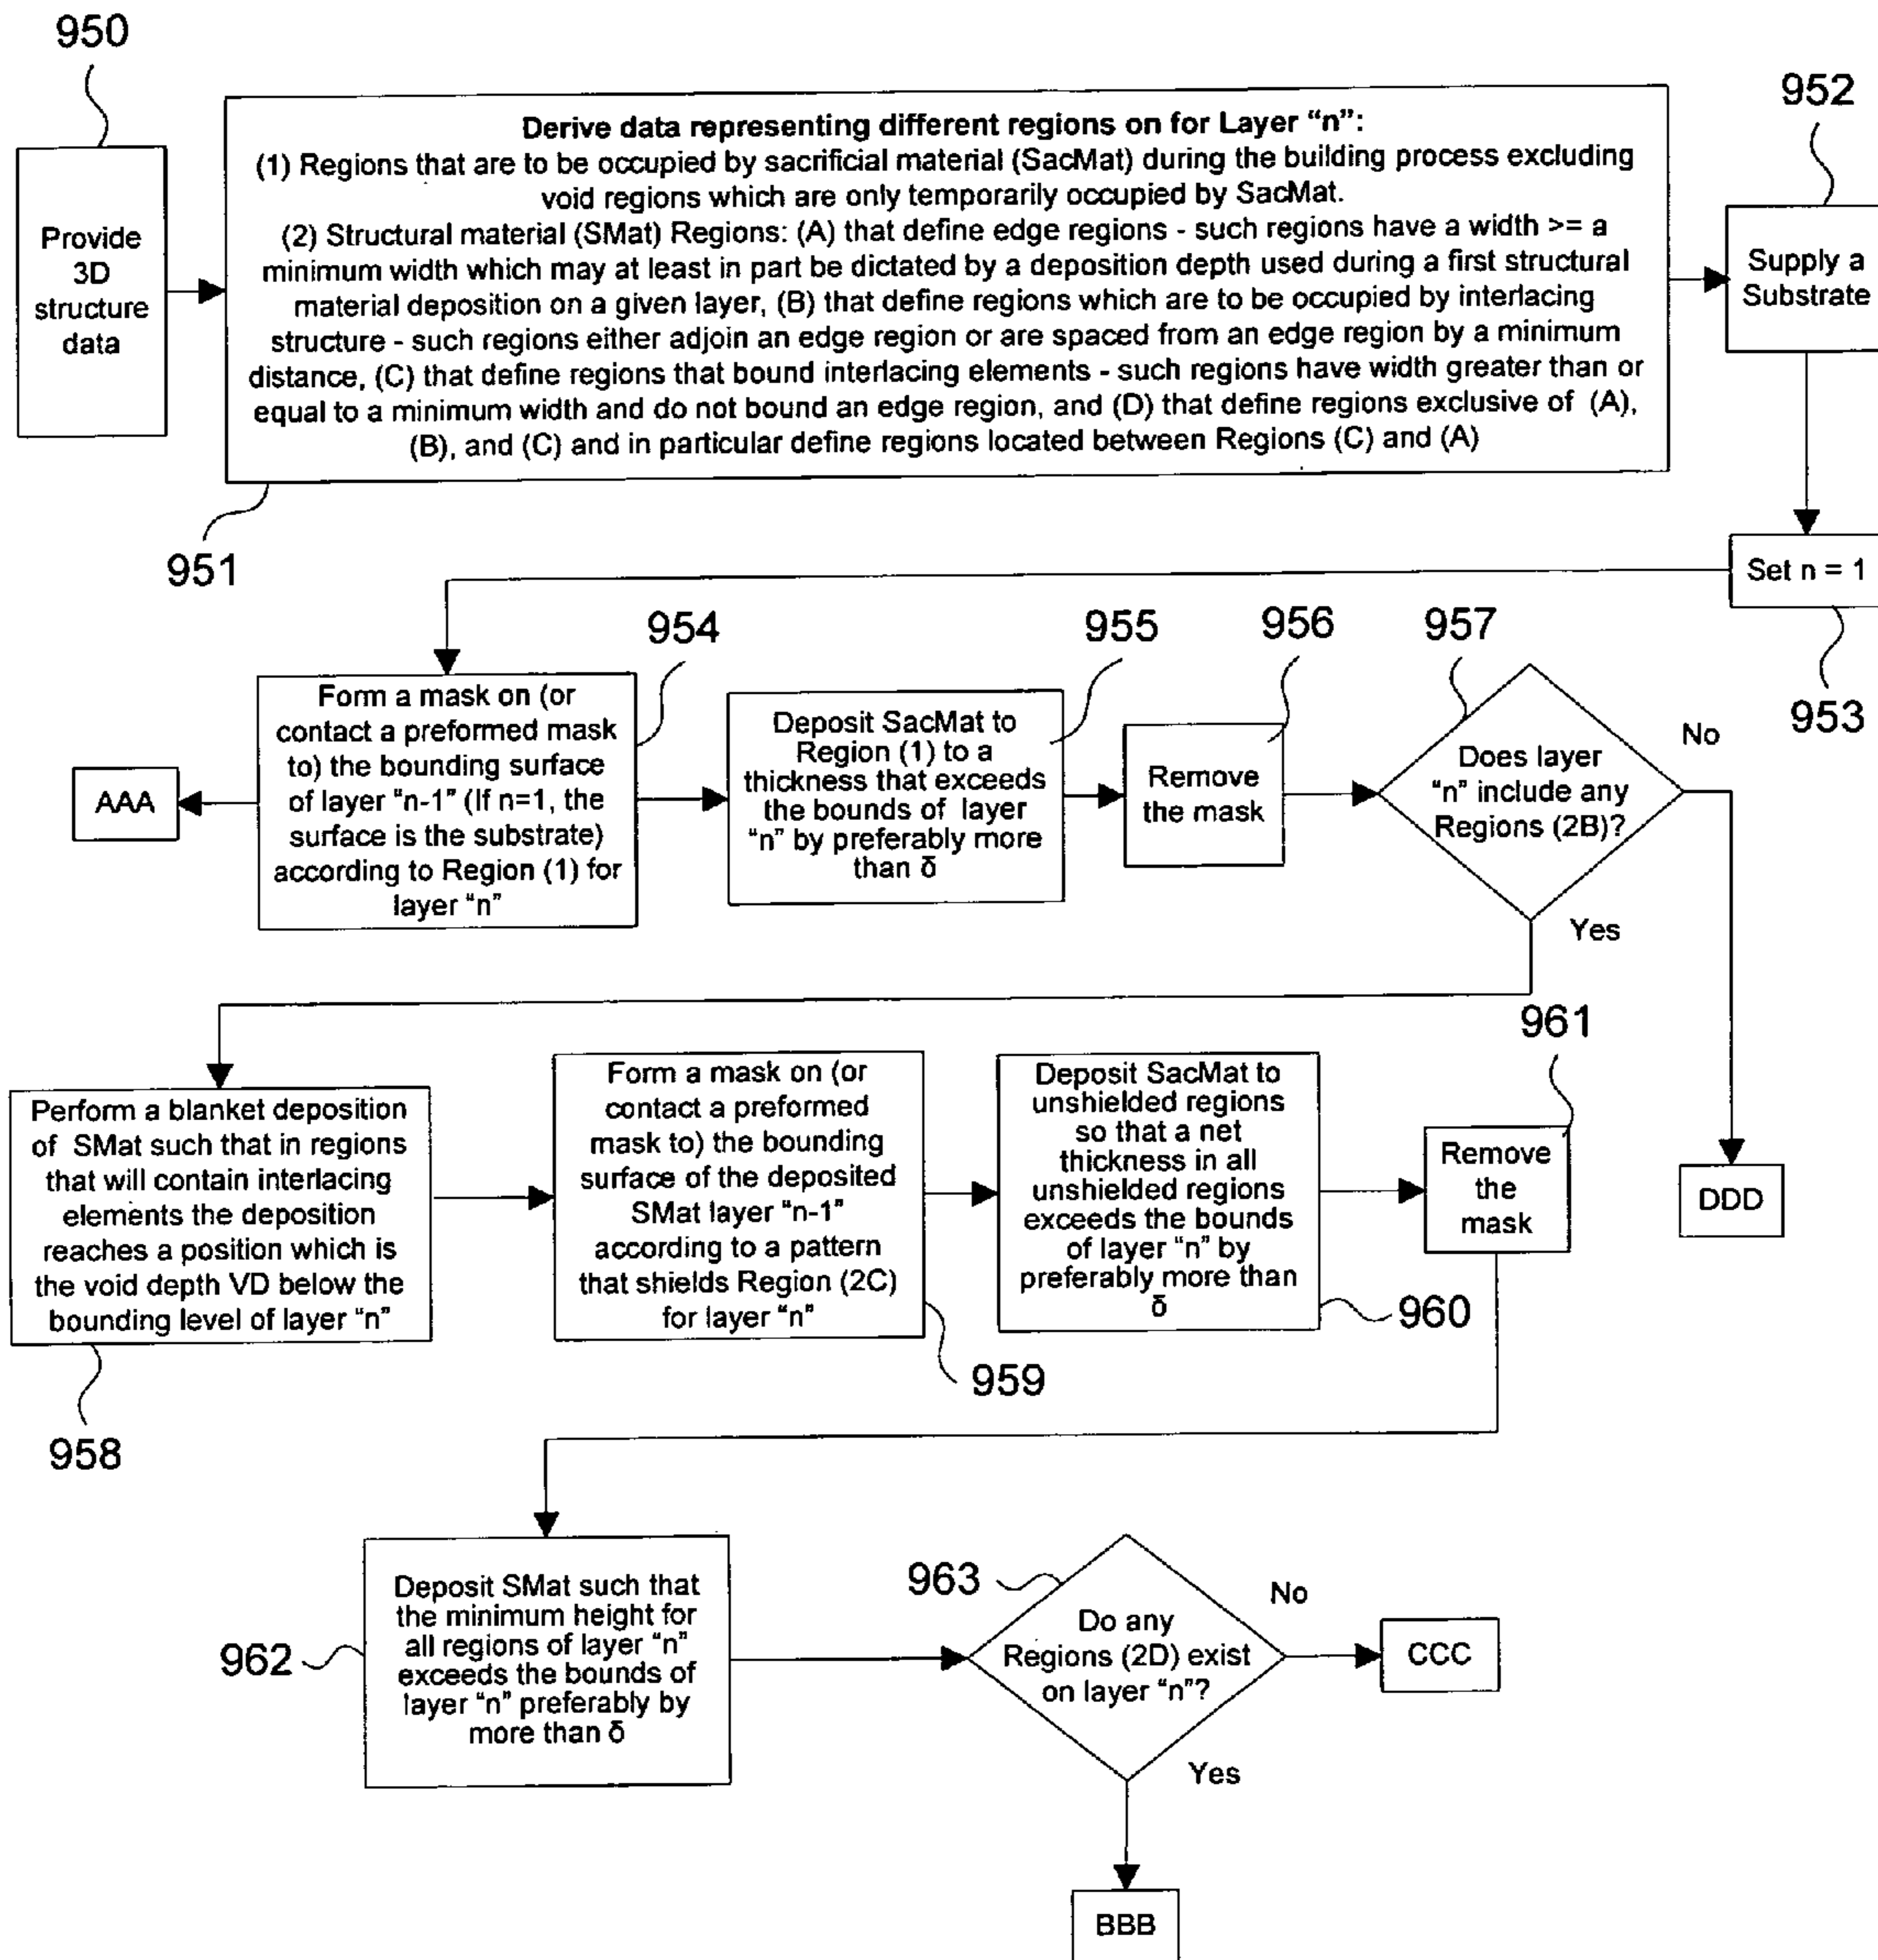 950
Provide
3D
structure
data
Derive data representing different regions on for Layer “n”:
(1) Regions that are to be occupied by sacrificial material (SacMat) during the building process excluding
void regions which are only temporarily occupied by SacMat.
(2) Structural material (SMat) Regions: (A) that define edge regions - such regions have a width >= a
minimum width which may at least in part be dictated by a deposition depth used during a first structural
material deposition on a given layer, (B) that define regions which are to be occupied by interlacing
structure - such regions either adjoin an edge region or are spaced from an edge region by a minimum
distance, (C) that define regions that bound interlacing elements - such regions have width greater than or
equal to a minimum width and do not bound an edge region, and (D) that define regions exclusive of (A),
(B), and (C) and in particular define regions located between Regions (C) and (A)
951
952
Supply a
Substrate
Set n = 1
953
954
Form a mask on (or
contact a preformed mask
to) the bounding surface
of layer “n-1” (If n=1, the
surface is the substrate)
according to Region (1) for
layer “n”
AAA
955
Deposit SacMat to
Region (1) to a
thickness that exceeds
the bounds of layer
“n” by preferably more
than δ
956
Remove
the mask
957
Does layer
“n” include any
Regions (2B)?
No
Yes
DDD
Perform a blanket deposition
of SMat such that in regions
that will contain interlacing
elements the deposition
reaches a position which is
the void depth VD below the
bounding level of layer “n”
958
Form a mask on (or
contact a preformed
mask to) the bounding
surface of the deposited
SMat layer “n-1”
according to a pattern
that shields Region (2C)
for layer “n”
959
Deposit SacMat to
unshielded regions
so that a net
thickness in all
unshielded regions
exceeds the bounds
of layer “n” by
preferably more than
δ
960
961
Remove
the
mask
962
Deposit SMat such that
the minimum height for
all regions of layer “n”
exceeds the bounds of
layer “n” preferably by
more than δ
963
Do any
Regions (2D) exist
on layer “n”?
No
CCC
Yes
BBB